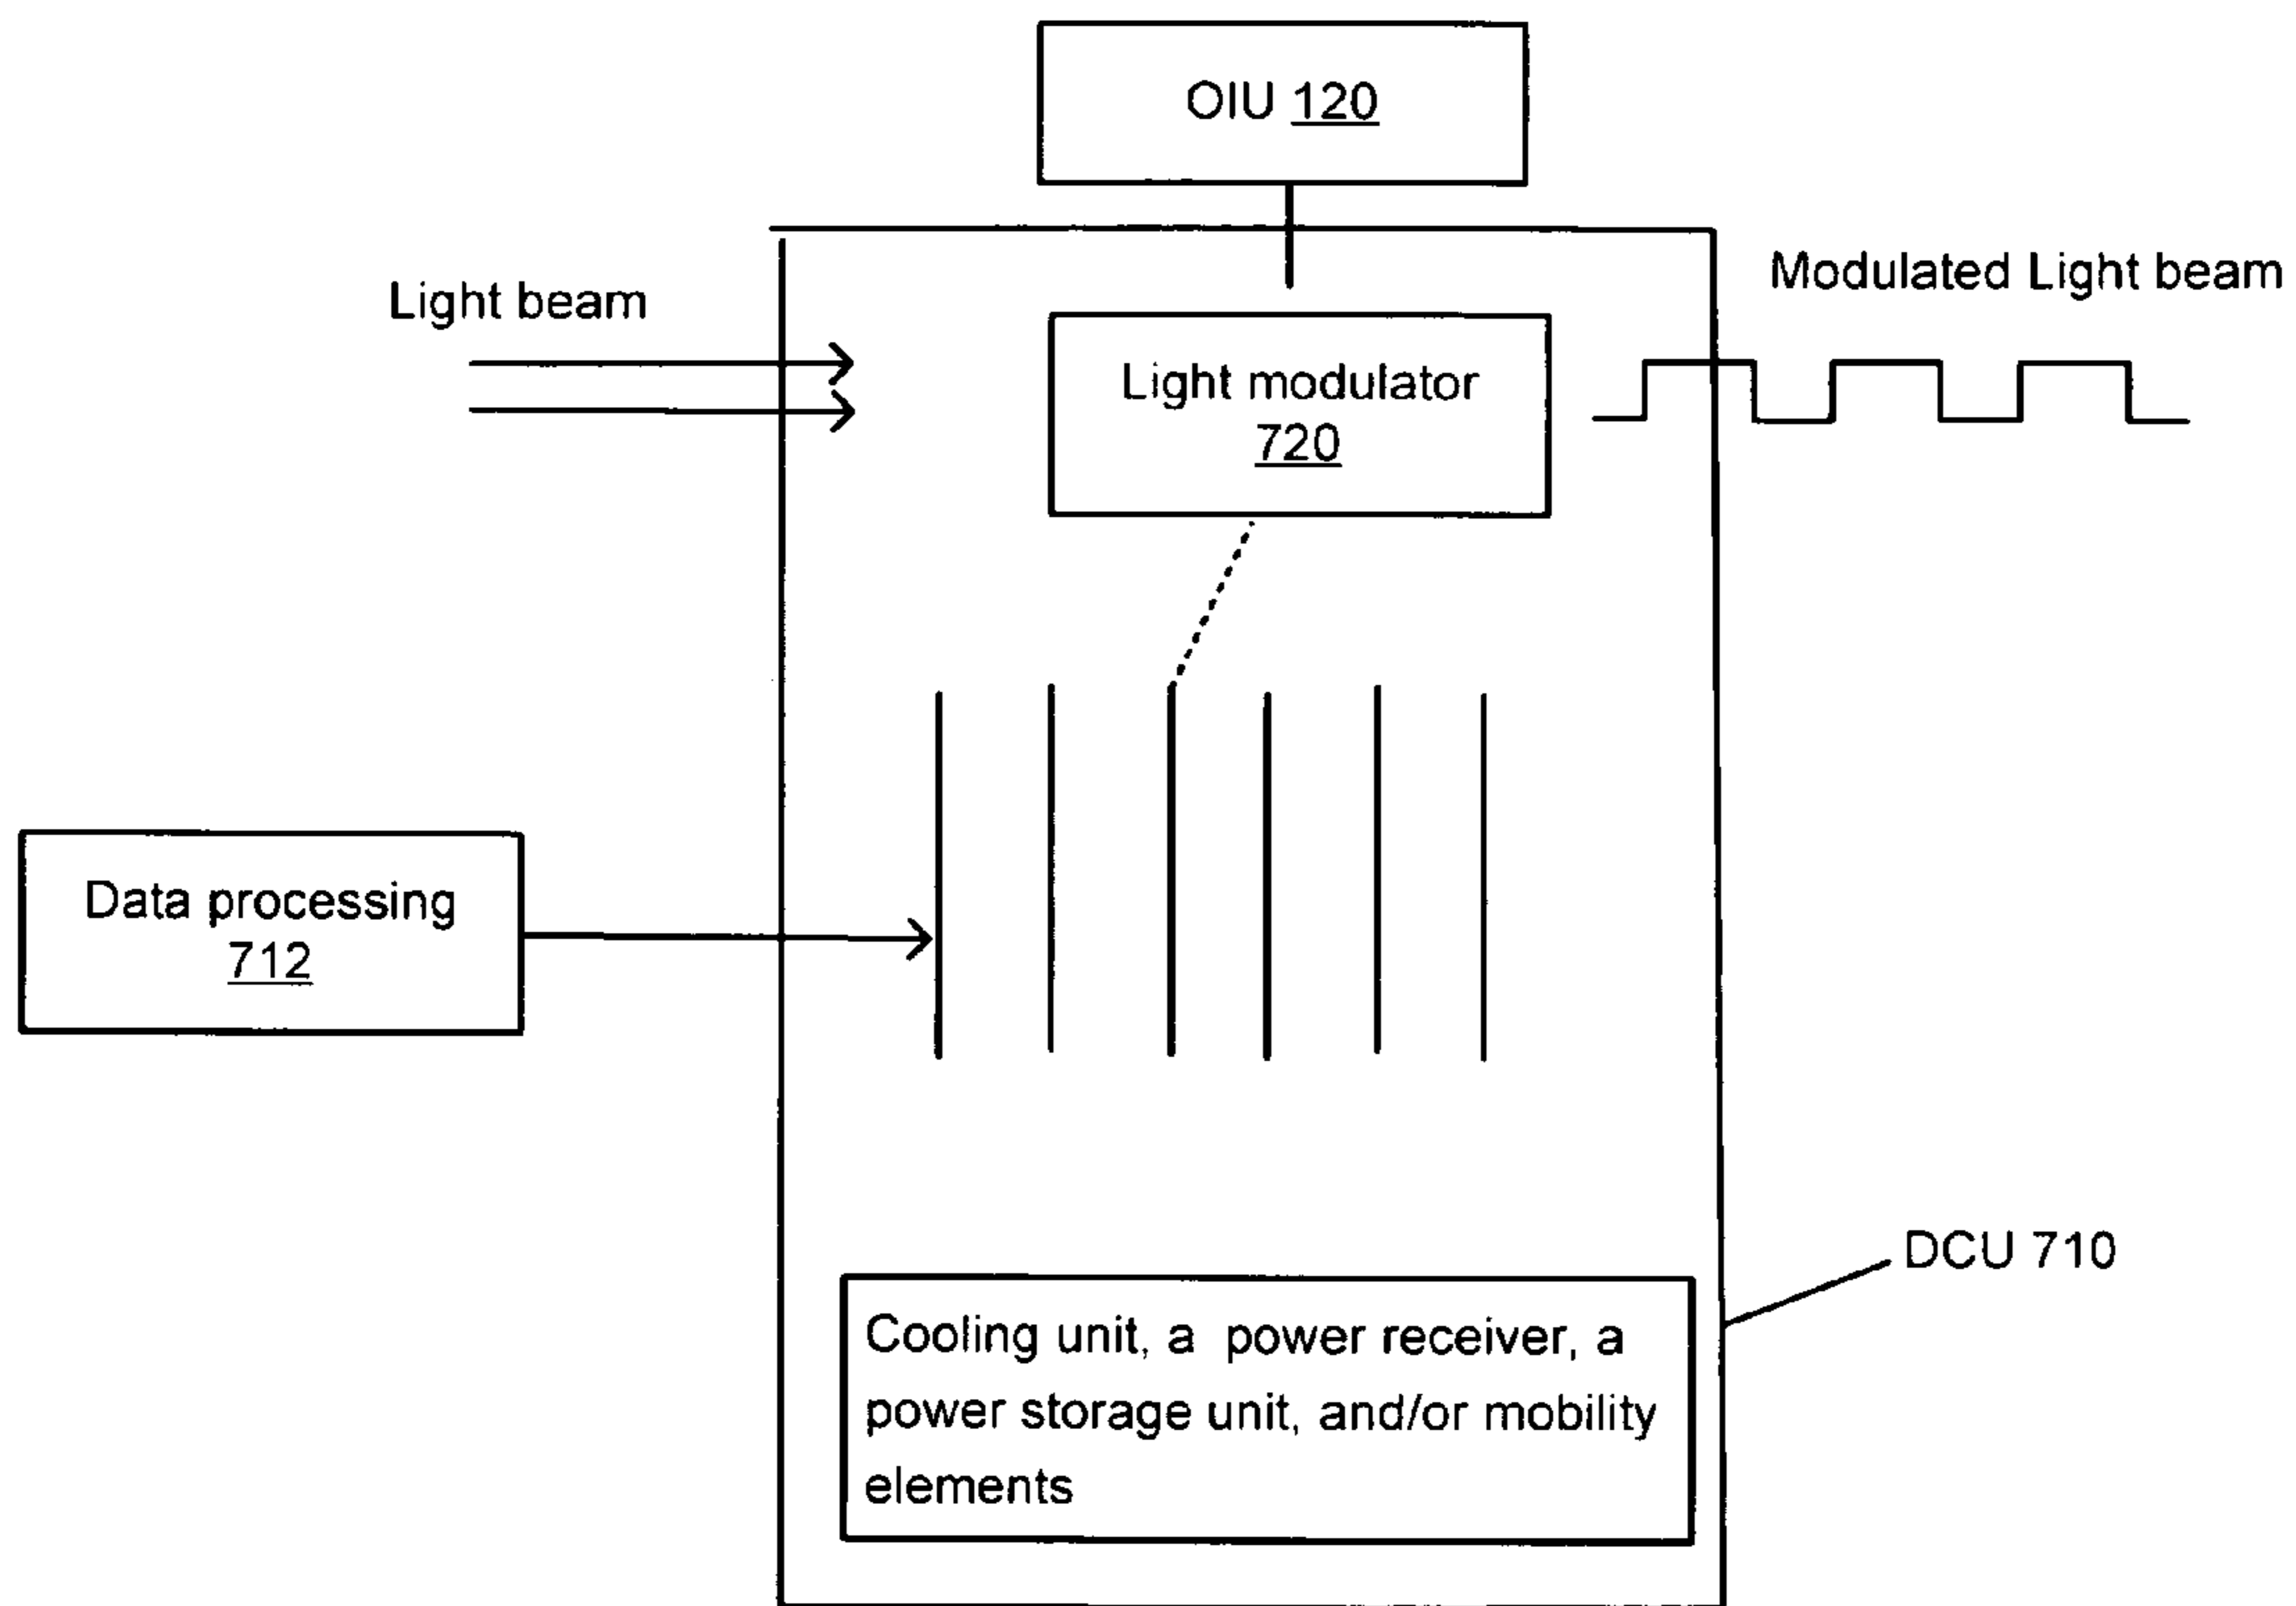 OIU 120
Light beam
Modulated Light beam
Light modulator
720
Data processing
712
DCU 710
Cooling unit, a power receiver, a
power storage unit, and/or mobility
elements